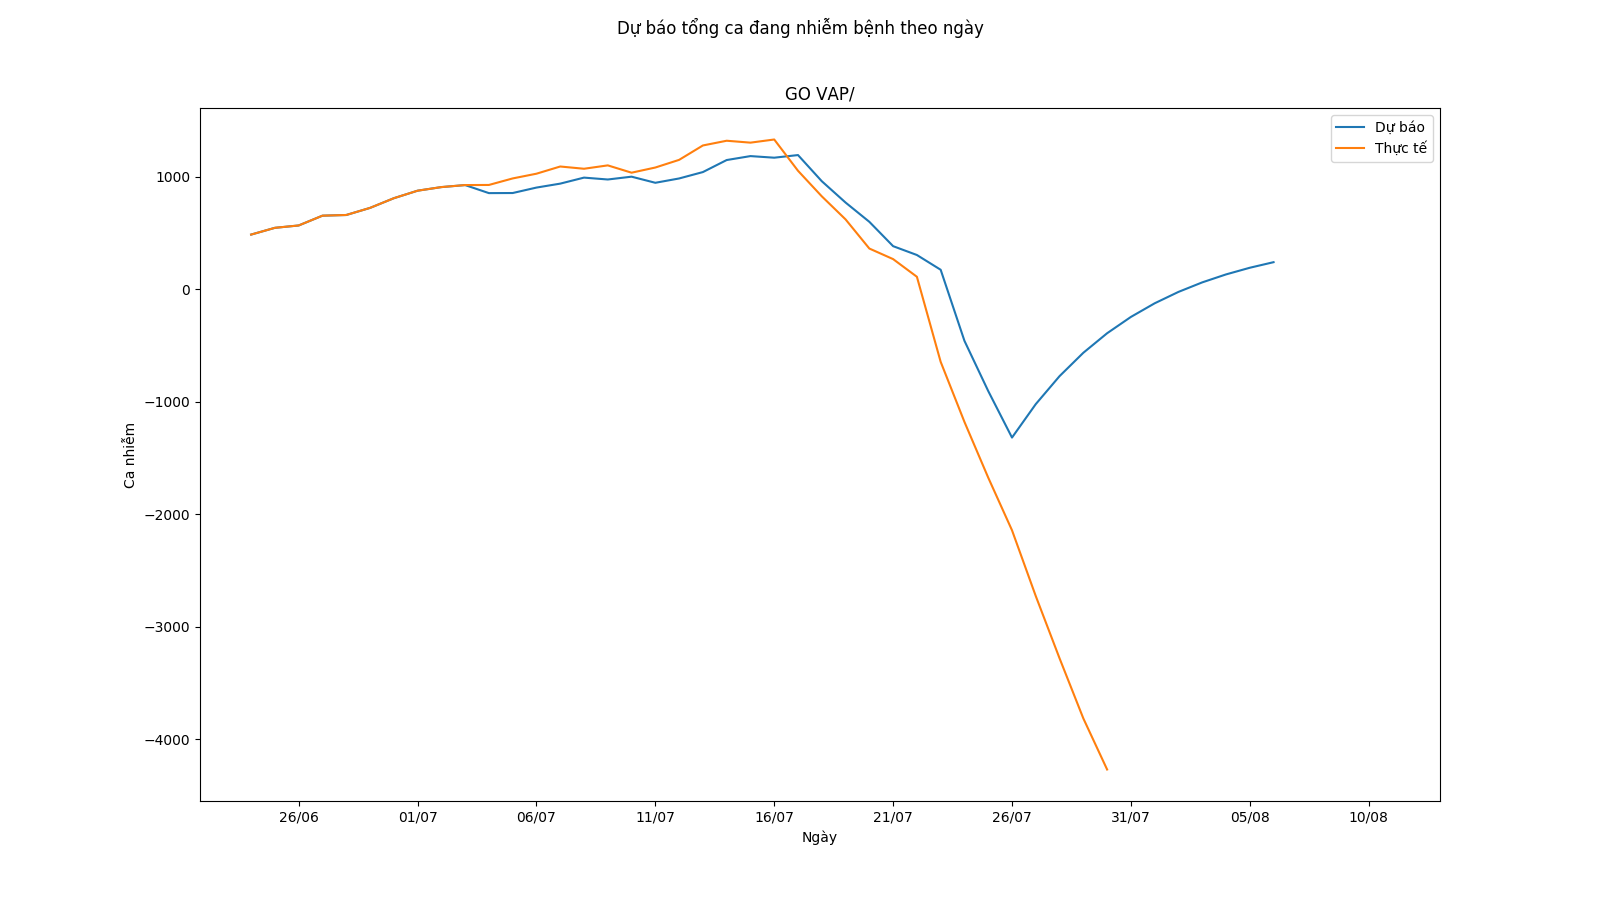 Dự báo tổng ca đang nhiễm bệnh theo ngày
GO VAP/
Dự báo
Thực tế
1000
0
−1000
−2000
−3000
−4000
Ca nhiễm
26/06 01/07 06/07 11/07 16/07 21/07 26/07 31/07 05/08 10/08
Ngày